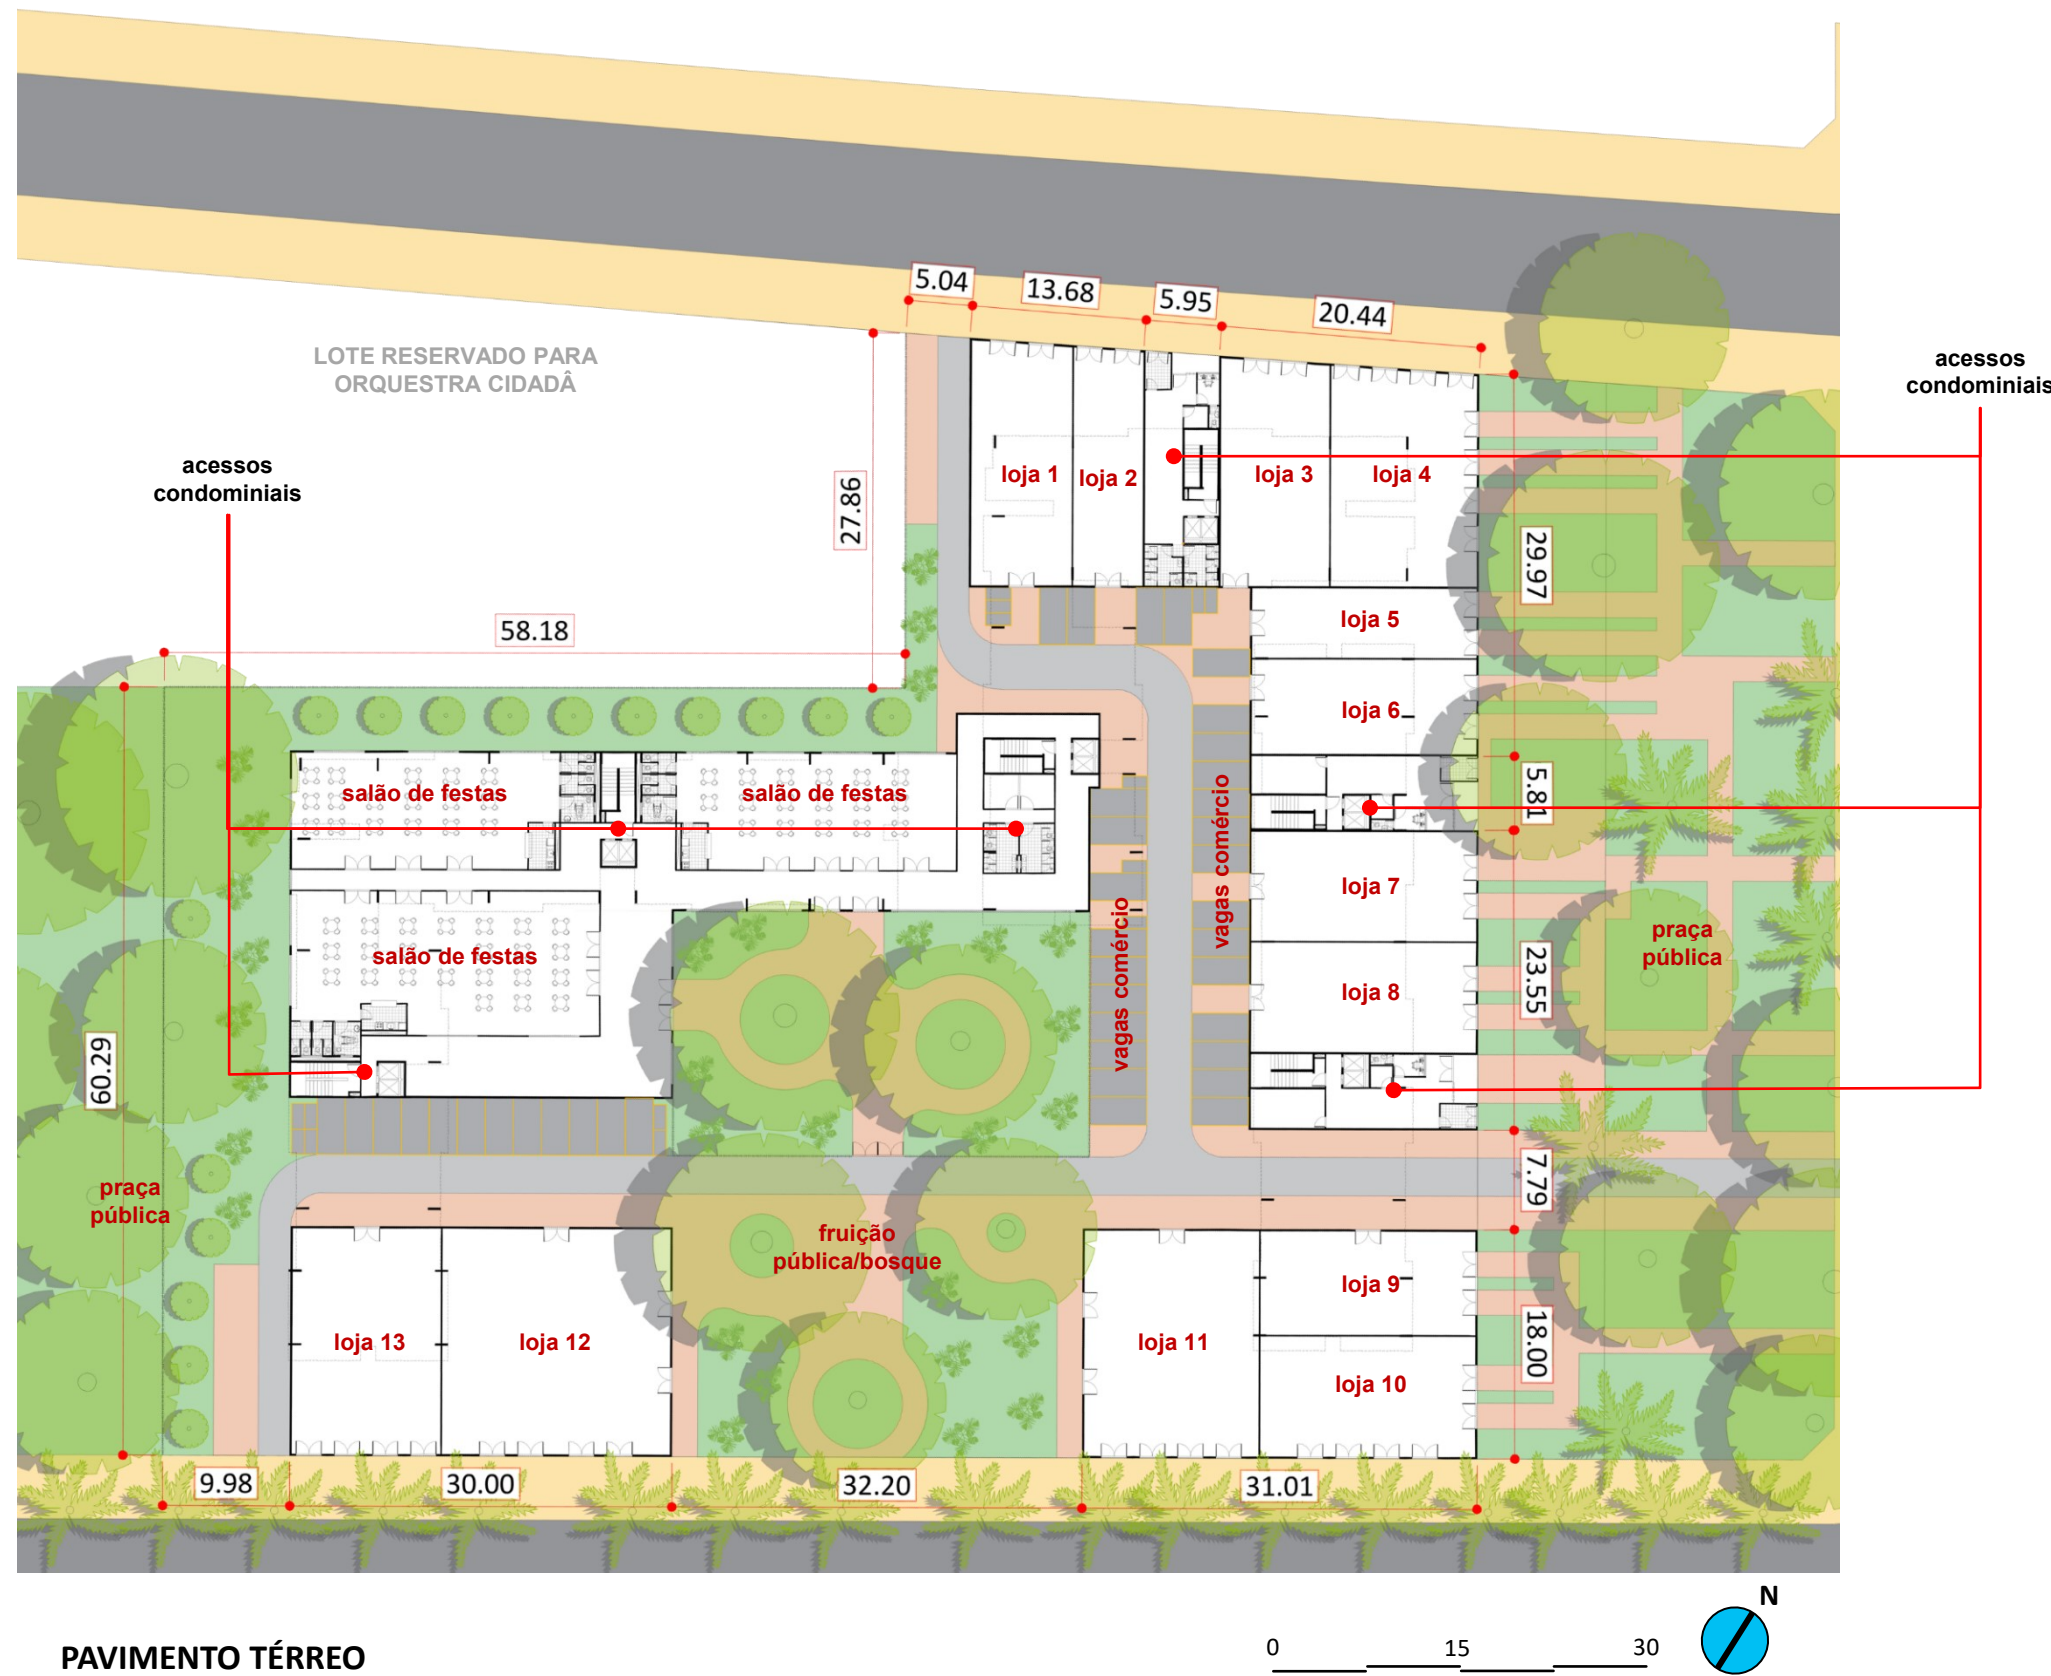 5.04
13.68
5.95
20.44
LOTE RESERVADO PARA
ORQUESTRA CIDADÂ
acessos
condominiais
acessos
condominiais
27.86
loja 1
loja 2
loja 3
loja 4
29.97
58.18
loja 5
loja 6
5.81
salão de festas
salão de festas
vagas comércio
vagas comércio
loja 7
praça
pública
salão de festas
23.55
loja 8
60.29
7.79
praça
pública
fruição
pública/bosque
loja 9
loja 13
loja 12
loja 11
18.00
loja 10
9.98
30.00
32.20
31.01
N
PAVIMENTO TÉRREO
0
15
30